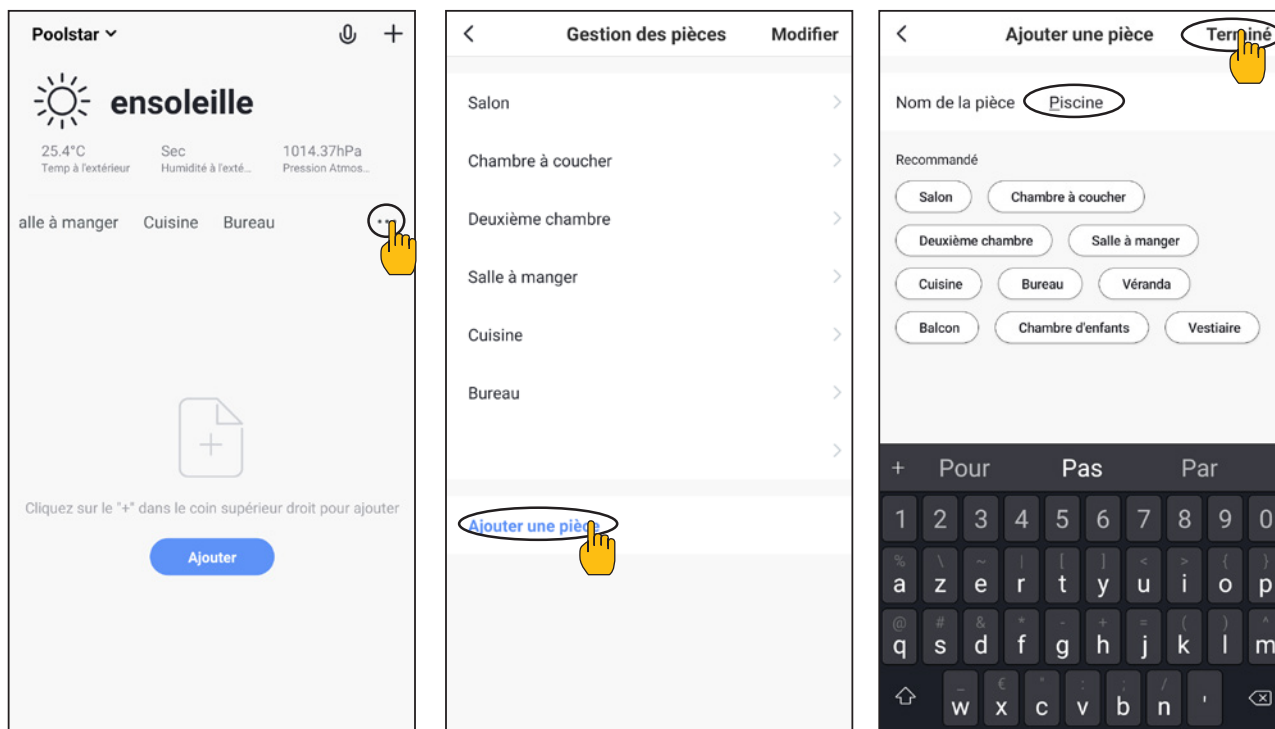 Poolstar
ensoleille
25.4°C Sec 1014.37hPa
Temp à l'extérieur Humidité à l'exté... Pression Atmos...
alle à manger Cuisine Bureau ...
Cliquez sur le "+" dans le coin supérieur droit pour ajouter
Ajouter
Gestion des pièces Modifier
Salon
Chambre à coucher
Deuxième chambre
Salle à manger
Cuisine
Bureau
Ajouter une pièce
Ajouter une pièce Terminé
Nom de la pièce Piscine
Recommandé
Salon Chambre à coucher
Deuxième chambre Salle à manger
Cuisine Bureau Véranda
Balcon Chambre d'enfants Vestiaire
+ Pour Pas Par
1 2 3 4 5 6 7 8 9 0
% \ ~ | [ ] < > { }
a z e r t y u i o p
@ # & * - + = ( ) ^
q s d f g h j k l m
_ € " : ; /
w x c v b n '